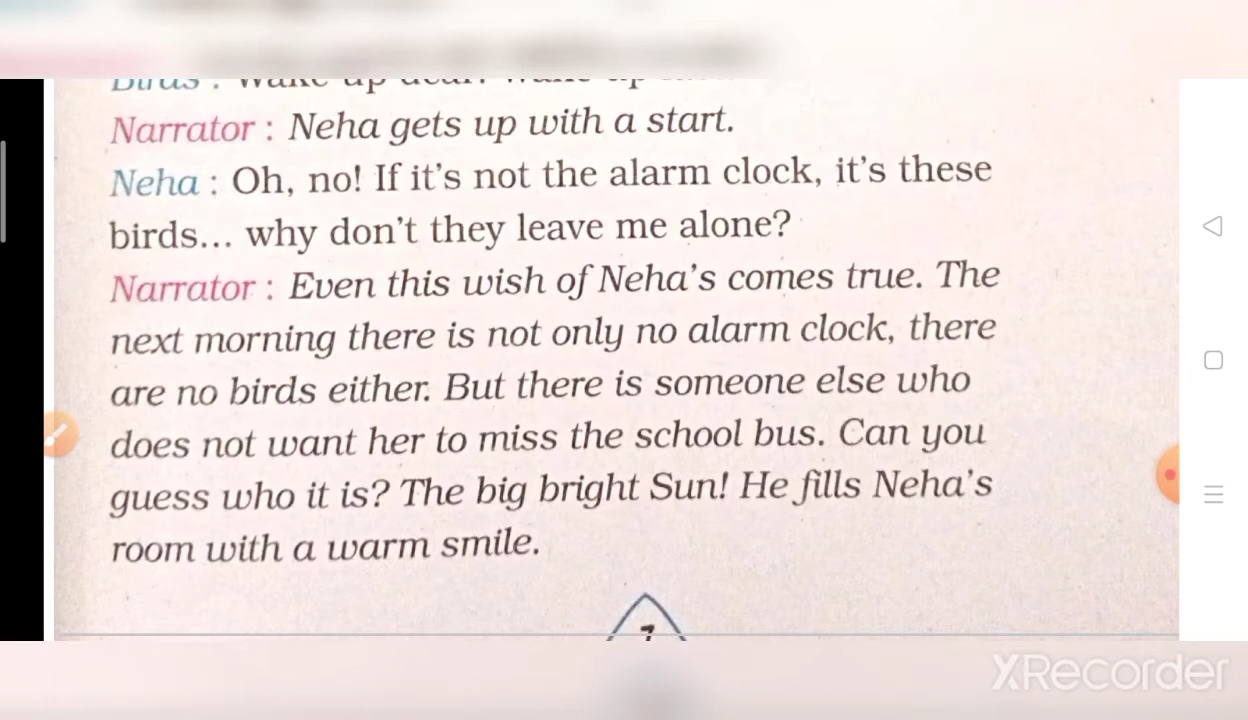 Narrator : Neha gets up with a start.
Neha : Oh, no! If it's not the alarm clock, it's these
birds... why don't they leave me alone?
Narrator : Even this wish of Neha's comes true. The
next morning there is not only no alarm clock, there
are no birds either. But there is someone else who
does not want her to miss the school bus. Can you
guess who it is? The big bright Sun! He fills Neha's
room with a warm smile.
7
XRecorder